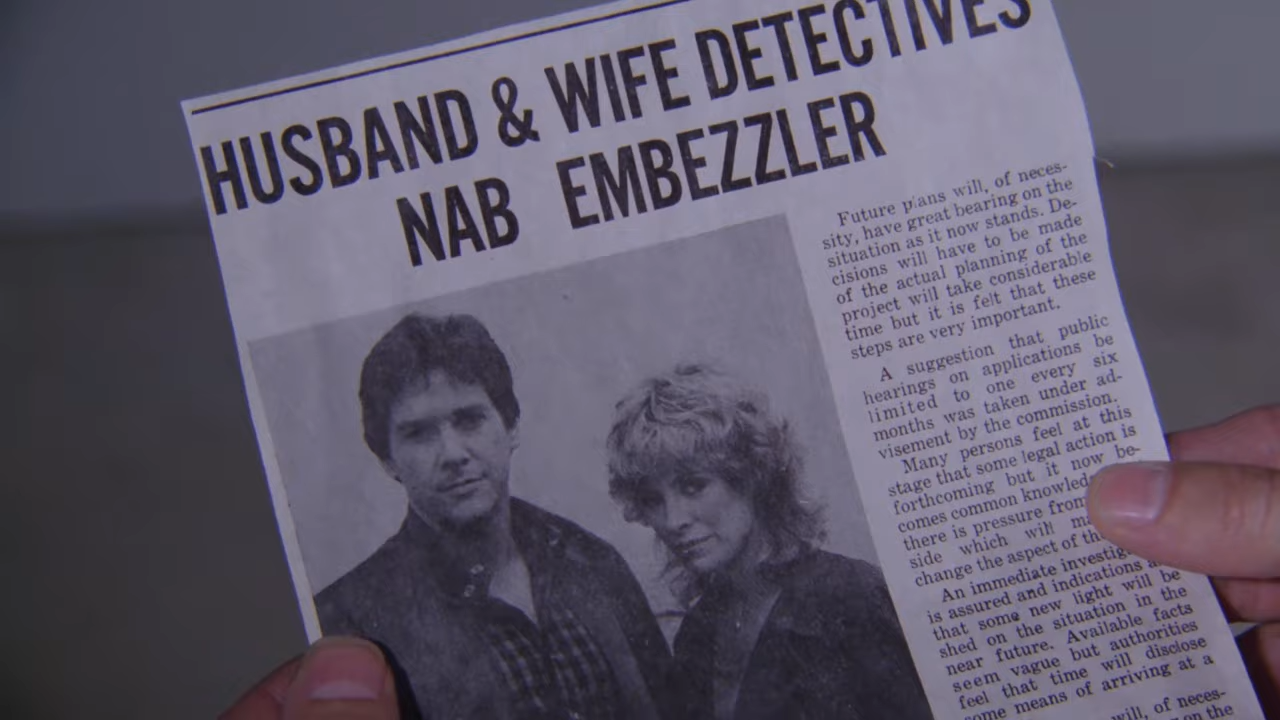 HUSBAND & WIFE DETECTIVES
NAB EMBEZZLER
Future plans will, of neces-
sity, have great bearing on the
situation as it now stands. De-
cisions will have to be made
of the actual planning of the
project will take considerable
time but it is felt that these
steps are very important.
A suggestion that public
hearings on applications be
limited to one every six
months was taken under ad-
visement by the commission.
Many persons feel at this
stage that some legal action is
forthcoming but it now be-
comes common
there is pressure from
side which will
change the aspect of
An immediate
is assured and indications
that some new light will be
shed on the situation in the
near future. Available facts
seem vague but authorities
feel that time will disclose
some means of arriving at a
will, of neces-
on the